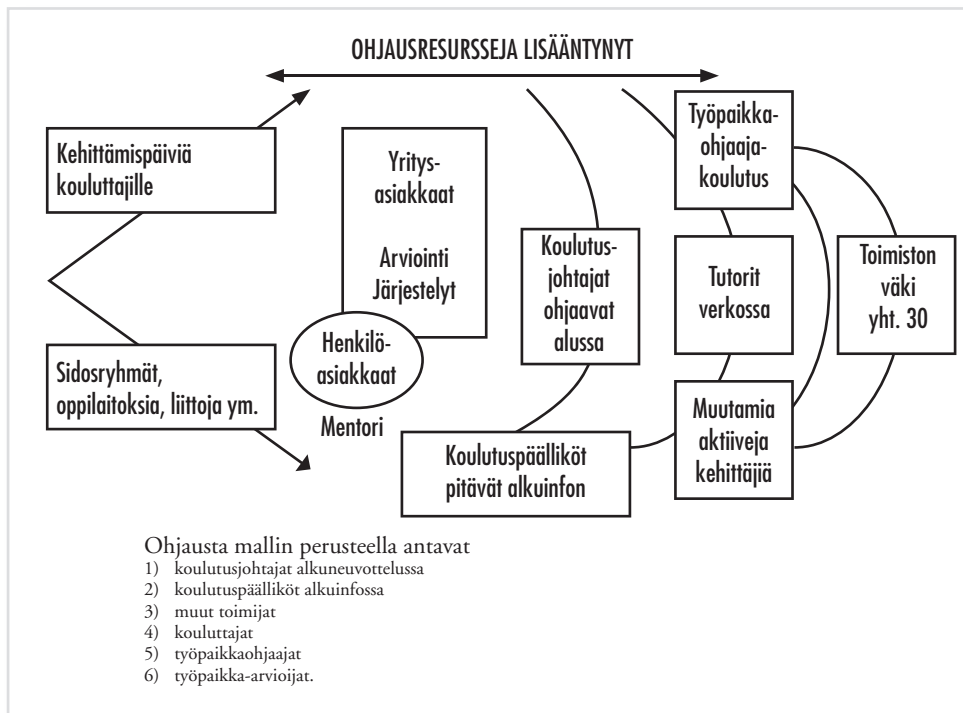 OHJAUSRESURSSEJA LISÄÄNTYNYT
Kehittämispäiviä
kouluttajille
Sidosryhmät,
oppilaitoksia, liittoja ym.
Yritys-
asiakkaat
Arviointi
Järjestelyt
Henkilö-
asiakkaat
Mentori
Koulutus-
johtajat
ohjaavat
alussa
Koulutuspäälliköt
pitävät alkuinfon
Työpaikka-
ohjaaja-
koulutus
Tutorit
verkossa
Muutamia
aktiiveja
kehittäjiä
Toimiston
väki
yht. 30
Ohjausta mallin perusteella antavat
1) koulutusjohtajat alkuneuvottelussa
2) koulutuspäälliköt alkuinfossa
3) muut toimijat
4) kouluttajat
5) työpaikkaohjaajat
6) työpaikka-arvioijat.